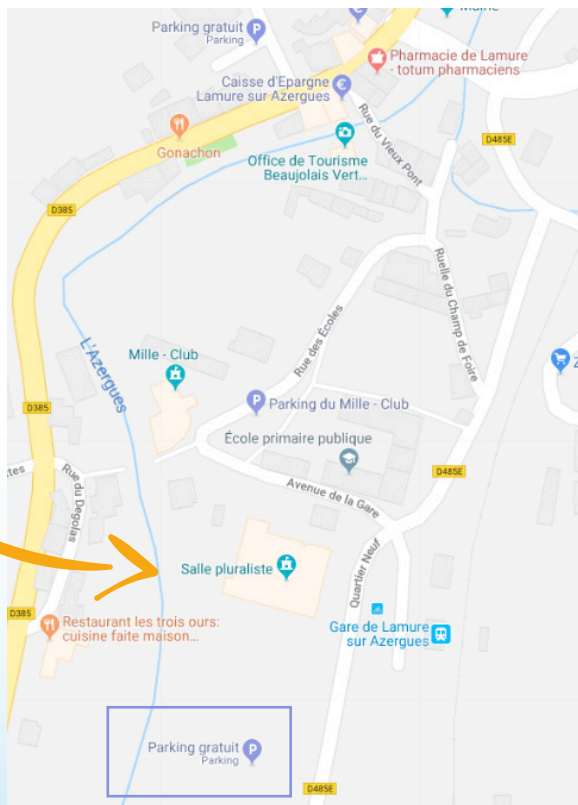 Mairie
Parking gratuit
Parking
Pharmacie de Lamure
- totum pharmaciens
Caisse d'Epargne
Lamure sur Azergues
Rue du Vieux Pont
D485E
Gonachon
Office de Tourisme
Beaujolais Vert...
D385
Ruelle du Champ de Foire
L'Azergues
Rue des Écoles
Mille - Club
Z
D385
Parking du Mille - Club
École primaire publique
D485E
tes
Rue du Dégolas
Avenue de la Gare
Salle pluraliste
Quartier Neuf
D385
Restaurant les trois ours:
cuisine faite maison...
Gare de Lamure
sur Azergues
Parking gratuit
Parking
D485E